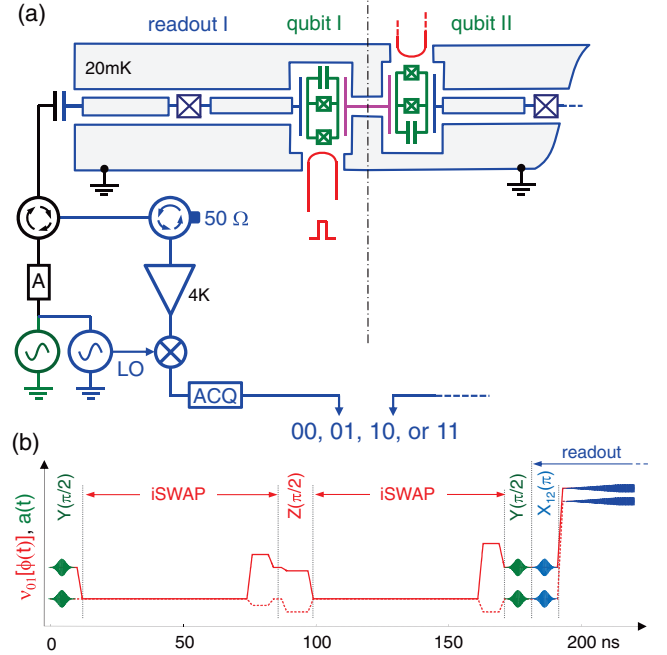 (a)
readout I
qubit I
qubit II
20mK
50 Ω
A
4K
LO
ACQ
00, 01, 10, or 11
(b)
readout
ν01[ϕ(t)], a(t)
Y(π/2)
iSWAP
Z(π/2)
iSWAP
Y(π/2)
X12(π)
0
50
100
150
200 ns